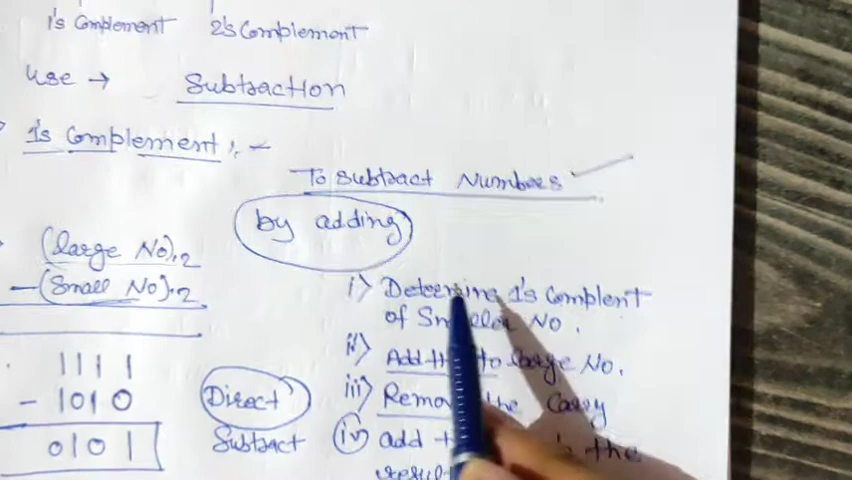 1's Complement 2's Complement
Use → Subtraction
1's Complement :-
To subtract Numbers
by adding
(large No).2
- (Small No).2
i) Determine 1's Complent
of Smaller No.
ii) Add to large No.
1111
- 1010
0101
Direct
Subtract
iii) the Carry
iv) add the